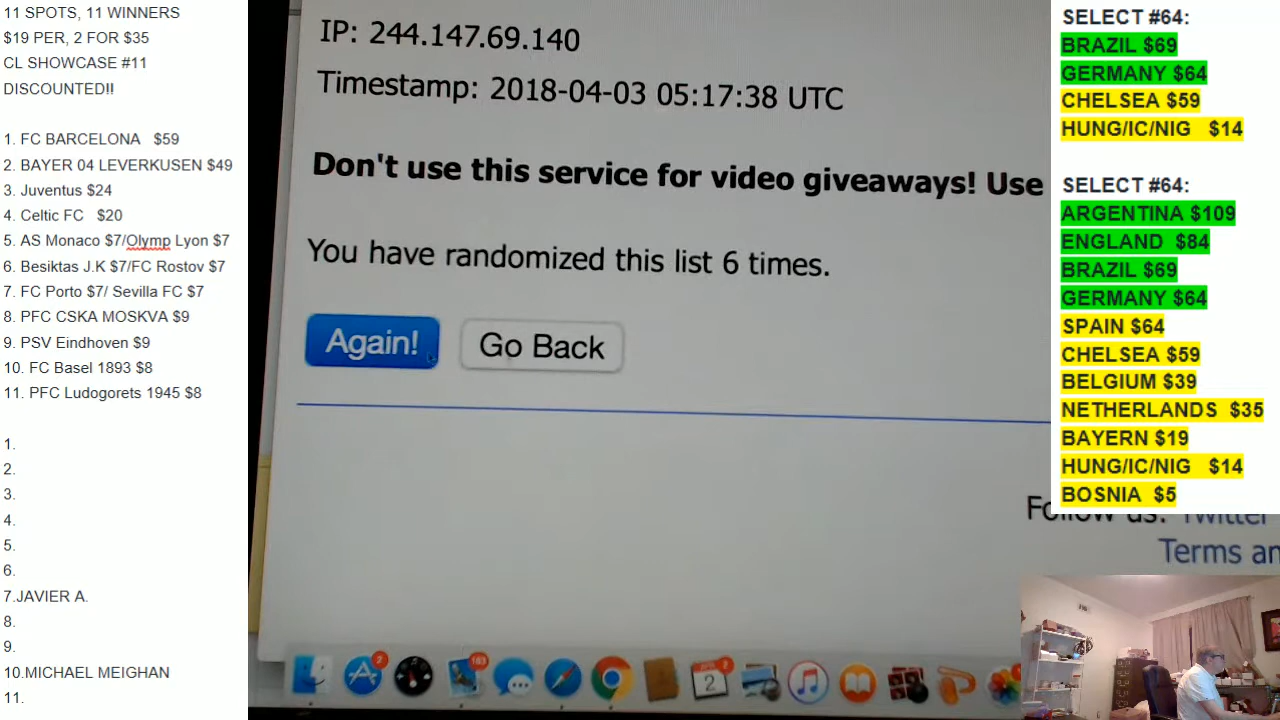 11 SPOTS, 11 WINNERS
$19 PER, 2 FOR $35
CL SHOWCASE #11
DISCOUNTED!!
1. FC BARCELONA $59
2. BAYER 04 LEVERKUSEN $49
3. Juventus $24
4. Celtic FC $20
5. AS Monaco $7/Olymp Lyon $7
6. Besiktas J.K $7/FC Rostov $7
7. FC Porto $7/ Sevilla FC $7
8. PFC CSKA MOSKVA $9
9. PSV Eindhoven $9
10. FC Basel 1893 $8
11. PFC Ludogorets 1945 $8
1.
2.
3.
4.
5.
6.
7.JAVIER A.
8.
9.
10.MICHAEL MEIGHAN
11.
IP: 244.147.69.140
Timestamp: 2018-04-03 05:17:38 UTC
Don't use this service for video giveaways! Use
You have randomized this list 6 times.
Again!
Go Back
Follow us: Twitter
Terms an
2
183
2
SELECT #64:
BRAZIL $69
GERMANY $64
CHELSEA $59
HUNG/IC/NIG $14
SELECT #64:
ARGENTINA $109
ENGLAND $84
BRAZIL $69
GERMANY $64
SPAIN $64
CHELSEA $59
BELGIUM $39
NETHERLANDS $35
BAYERN $19
HUNG/IC/NIG $14
BOSNIA $5